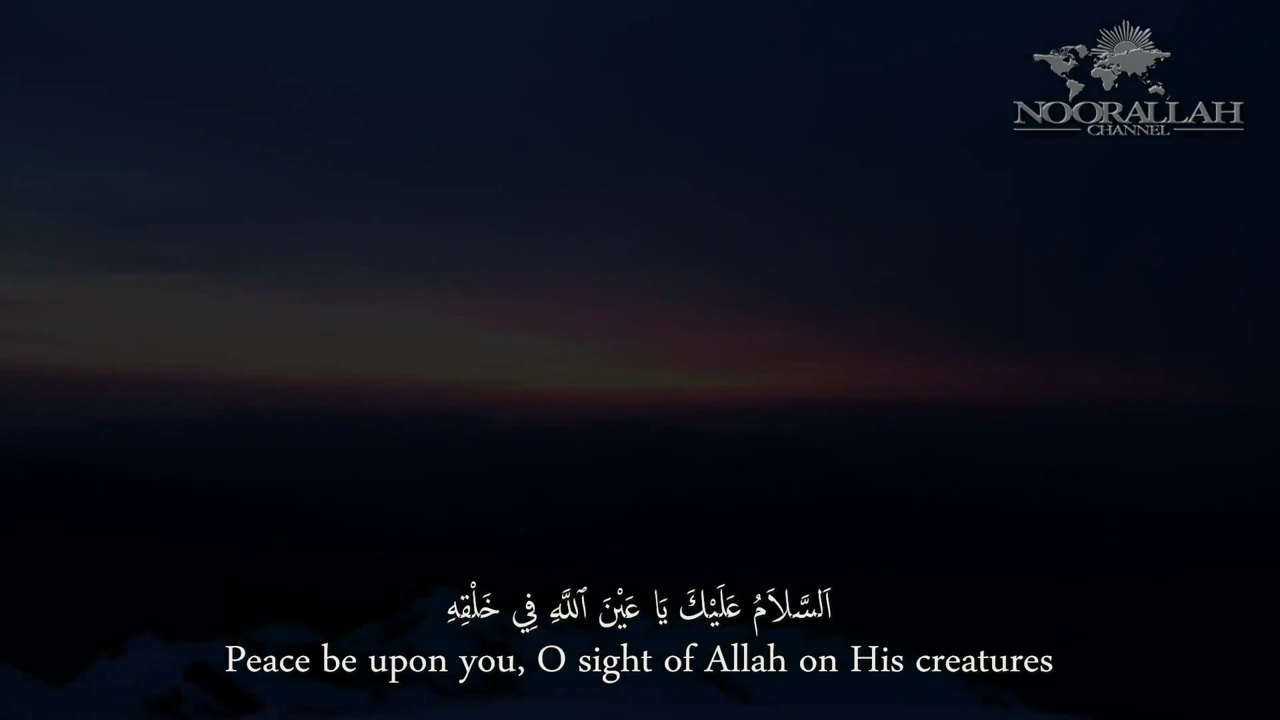 NOORALLAH
CHANNEL
اَلسَّلاَمُ عَلَيْكَ يَا عَيْنَ ٱللَّهِ فِي خَلْقِهِ
Peace be upon you, O sight of Allah on His creatures